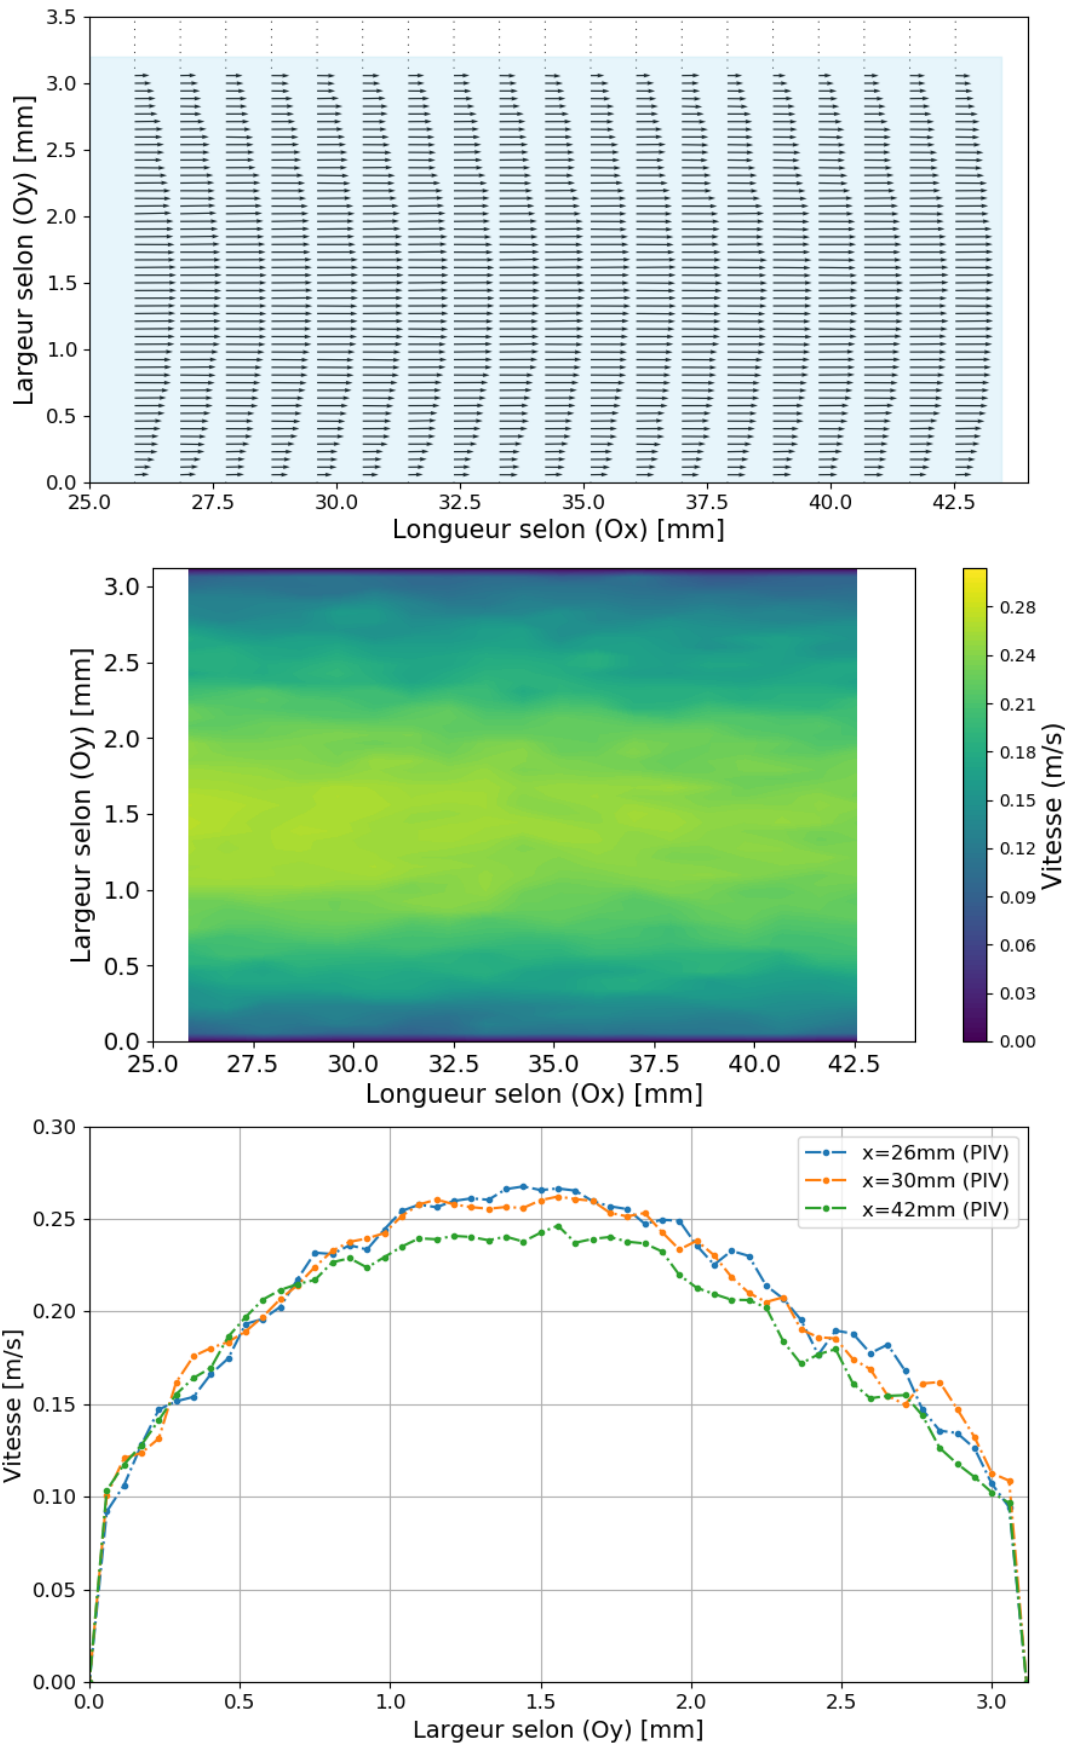 3.5
3.0
2.5
2.0
1.5
1.0
0.5
0.0
Largeur selon (Oy) [mm]
25.0 27.5 30.0 32.5 35.0 37.5 40.0 42.5
Longueur selon (Ox) [mm]
3.0
2.5
2.0
1.5
1.0
0.5
0.0
Largeur selon (Oy) [mm]
25.0 27.5 30.0 32.5 35.0 37.5 40.0 42.5
Longueur selon (Ox) [mm]
0.28
0.24
0.21
0.18
0.15
0.12
0.09
0.06
0.03
0.00
Vitesse (m/s)
0.30
0.25
0.20
0.15
0.10
0.05
0.00
Vitesse [m/s]
x=26mm (PIV)
x=30mm (PIV)
x=42mm (PIV)
0.0 0.5 1.0 1.5 2.0 2.5 3.0
Largeur selon (Oy) [mm]